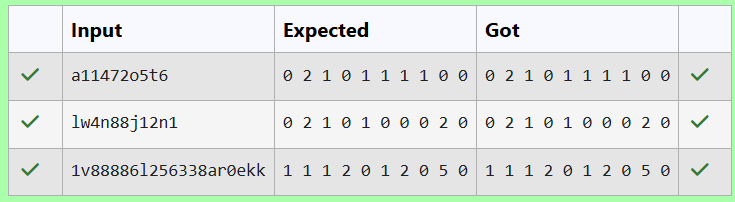 Input Expected Got
a11472o5t6 0 2 1 0 1 1 1 1 0 0 0 2 1 0 1 1 1 1 0 0
lw4n88j12n1 0 2 1 0 1 0 0 0 2 0 0 2 1 0 1 0 0 0 2 0
1v88886l256338ar0ekk 1 1 1 2 0 1 2 0 5 0 1 1 1 2 0 1 2 0 5 0